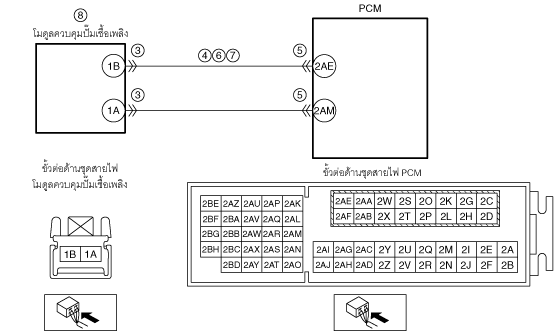 ⑧
โมดูลควบคุมปั๊มเชื้อเพลิง
PCM
1B ③ ④⑥⑦ ⑤ 2AE
1A ③ ⑤ 2AM
ขั้วต่อด้านชุดสายไฟ
โมดูลควบคุมปั๊มเชื้อเพลิง
1B 1A
ขั้วต่อด้านชุดสายไฟ PCM
2BE 2AZ 2AU 2AP 2AK
2BF 2BA 2AV 2AQ 2AL
2BG 2BB 2AW 2AR 2AM
2BH 2BC 2AX 2AS 2AN
2BD 2AY 2AT 2AO
2AE 2AA 2W 2S 2O 2K 2G 2C
2AF 2AB 2X 2T 2P 2L 2H 2D
2AI 2AG 2AC 2Y 2U 2Q 2M 2I 2E 2A
2AJ 2AH 2AD 2Z 2V 2R 2N 2J 2F 2B